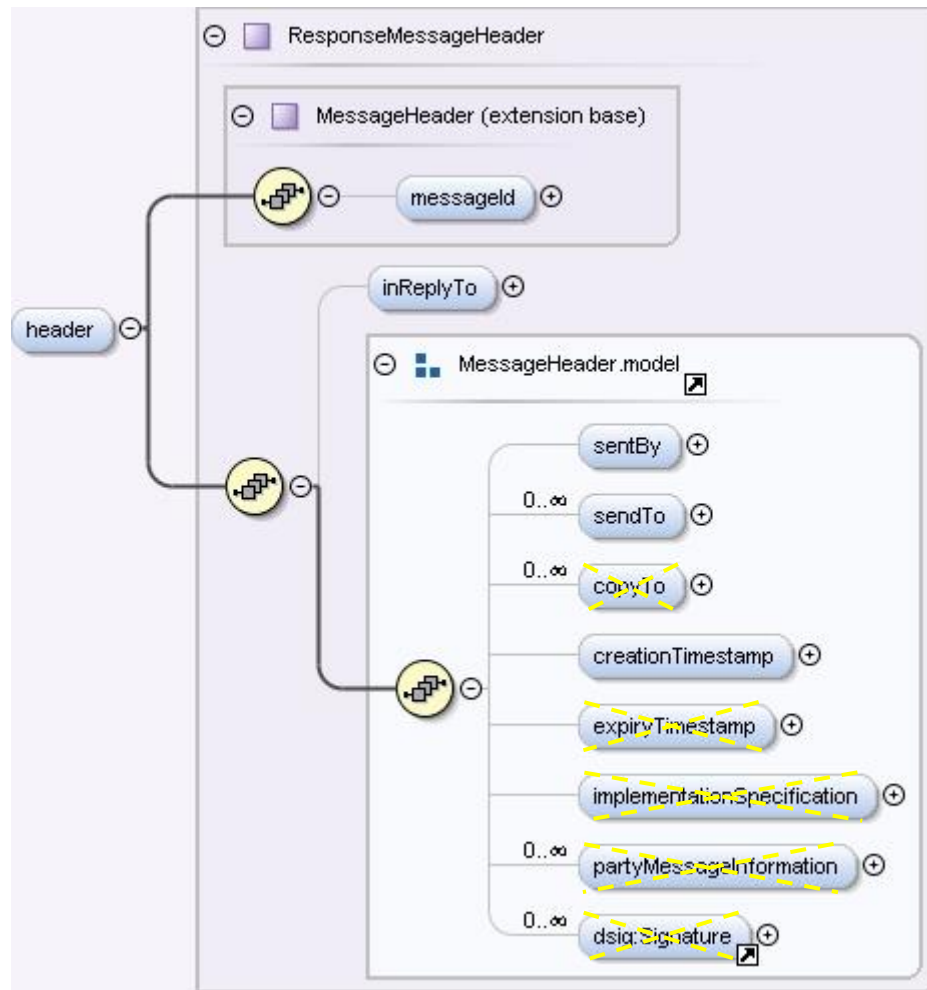 ResponseMessageHeader
MessageHeader (extension base)
messageId
inReplyTo
header
MessageHeader.model
sentBy
0..∞
sendTo
0..∞
copyTo
creationTimestamp
expiryTimestamp
implementationSpecification
0..∞
partyMessageInformation
0..∞
dsig:Signature